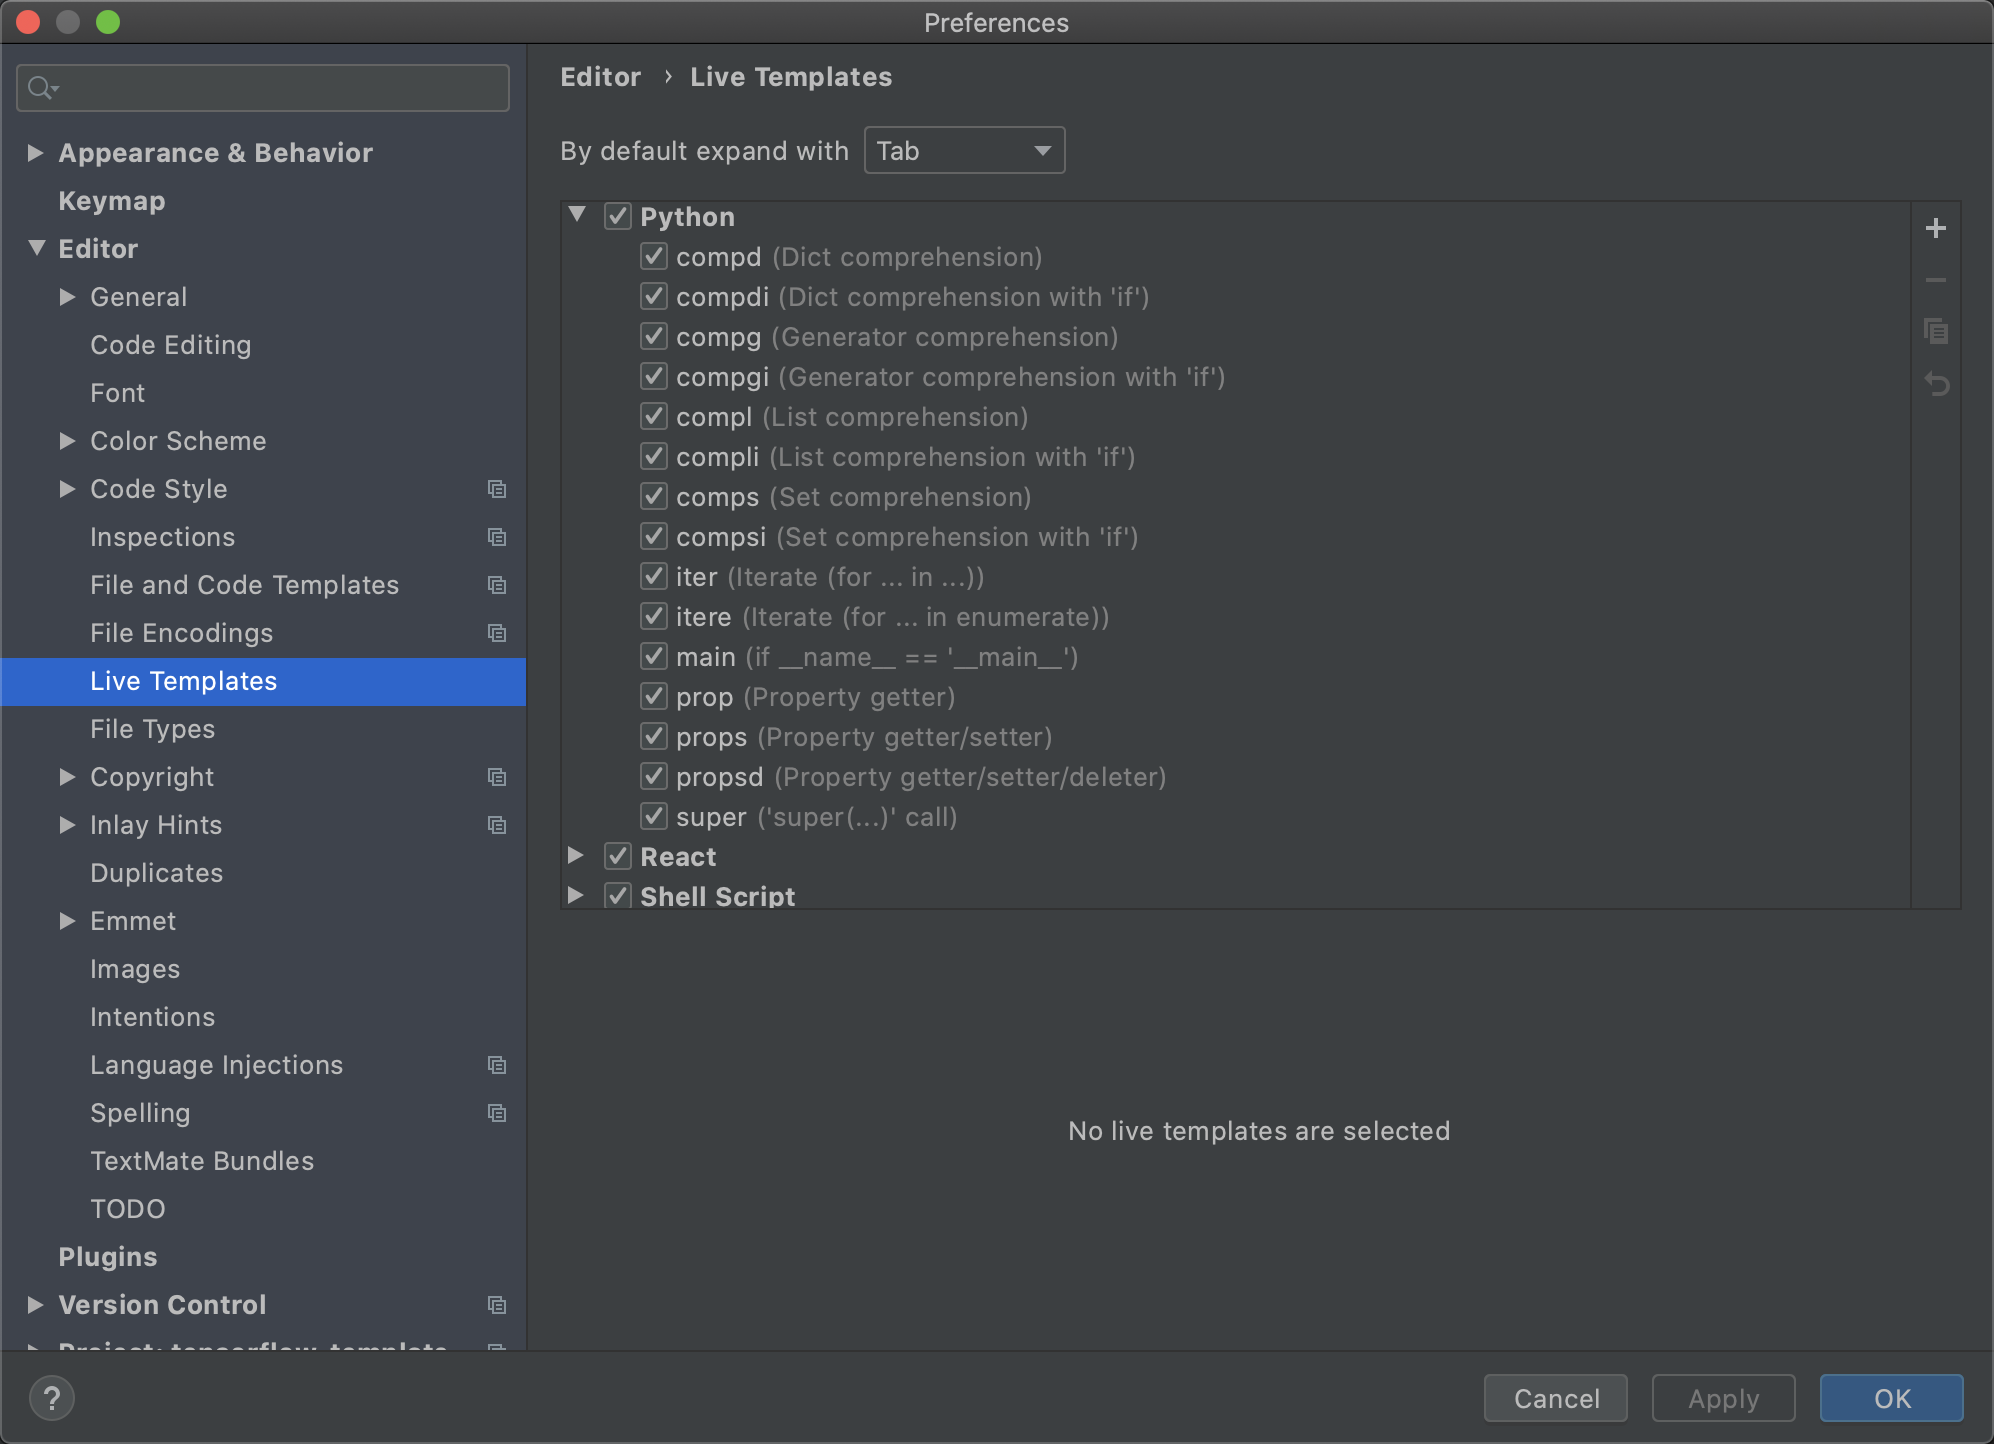 Preferences
Appearance & Behavior
Keymap
Editor
General
Code Editing
Font
Color Scheme
Code Style
Inspections
File and Code Templates
File Encodings
Live Templates
File Types
Copyright
Inlay Hints
Duplicates
Emmet
Images
Intentions
Language Injections
Spelling
TextMate Bundles
TODO
Plugins
Version Control
Project: tensorflow-template
Editor › Live Templates
By default expand with Tab
Python
compd (Dict comprehension)
compdi (Dict comprehension with 'if')
compg (Generator comprehension)
compgi (Generator comprehension with 'if')
compl (List comprehension)
compli (List comprehension with 'if')
comps (Set comprehension)
compsi (Set comprehension with 'if')
iter (Iterate (for ... in ...))
itere (Iterate (for ... in enumerate))
main (if __name__ == '__main__')
prop (Property getter)
props (Property getter/setter)
propsd (Property getter/setter/deleter)
super ('super(...)' call)
React
Shell Script
No live templates are selected
?
Cancel
Apply
OK